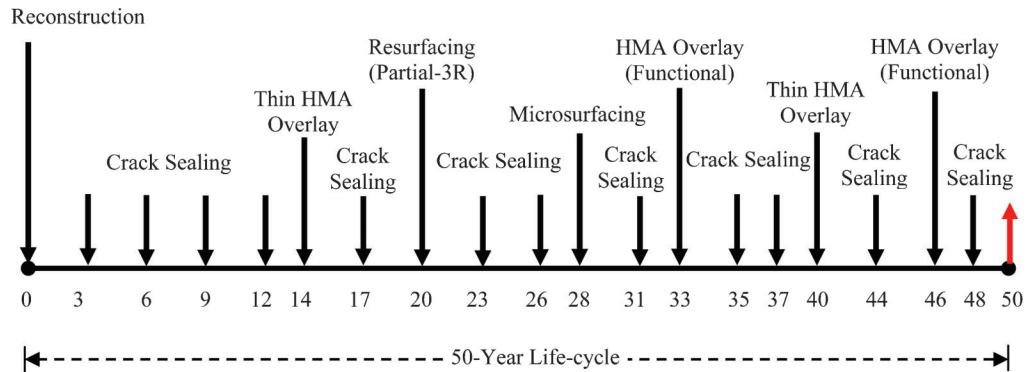 Reconstruction
Resurfacing
(Partial-3R)
HMA Overlay
(Functional)
HMA Overlay
(Functional)
Thin HMA
Overlay
Microsurfacing
Thin HMA
Overlay
Crack Sealing
Crack
Sealing
Crack Sealing
Crack
Sealing
Crack Sealing
Crack
Sealing
Crack
Sealing
0 3 6 9 12 14 17 20 23 26 28 31 33 35 37 40 44 46 48 50
50-Year Life-cycle